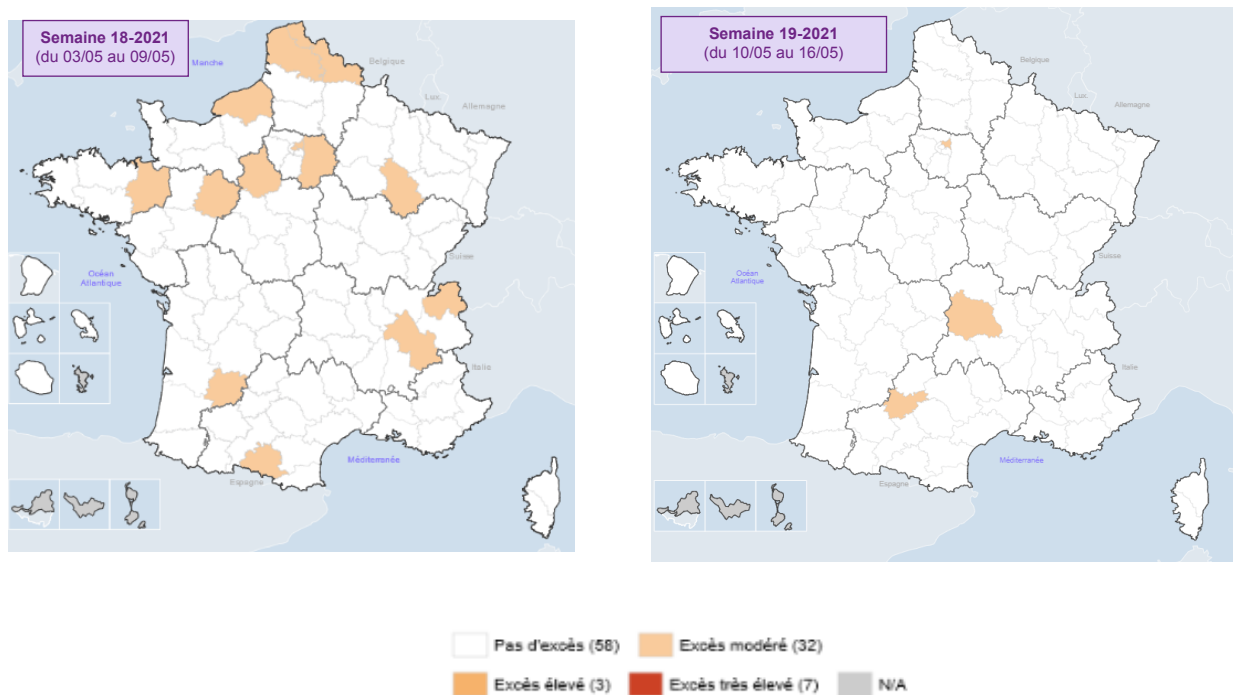 Semaine 18-2021
(du 03/05 au 09/05)
Manche
Belgique
Lux.
Allemagne
Suisse
Océan
Atlantique
Italie
Méditerranée
Espagne
Semaine 19-2021
(du 10/05 au 16/05)
Belgique
Lux.
Allemagne
Suisse
Océan
Atlantique
Italie
Méditerranée
Espagne
Pas d'excès (58)
Excès modéré (32)
Excès élevé (3)
Excès très élevé (7)
N/A